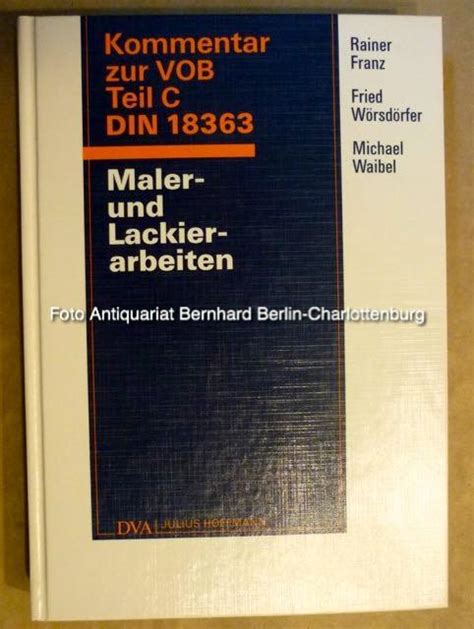 Kommentar
zur VOB
Teil C
DIN 18363
Maler-
und
Lackier-
arbeiten
Rainer
Franz
Fried
Wörsdörfer
Michael
Waibel
Foto Antiquariat Bernhard Berlin-Charlottenburg
DVA JULIUS HOFFMANN